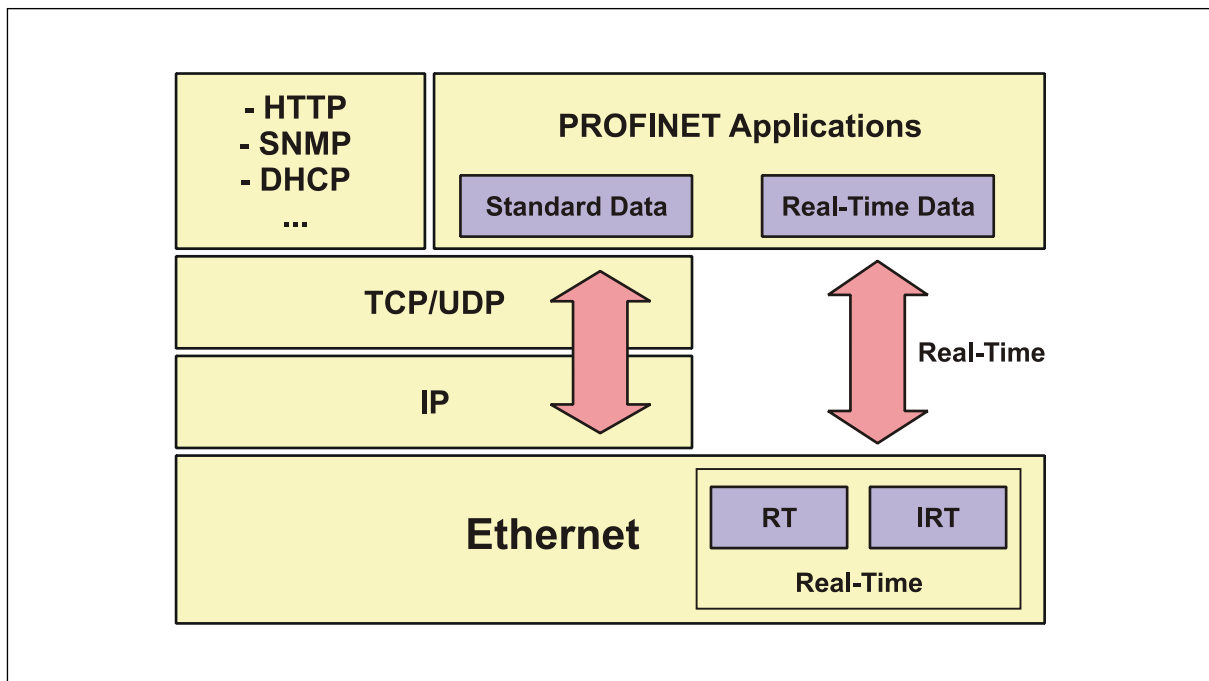 - HTTP
- SNMP
- DHCP
...
PROFINET Applications
Standard Data
Real-Time Data
TCP/UDP
Real-Time
IP
Ethernet
RT
IRT
Real-Time